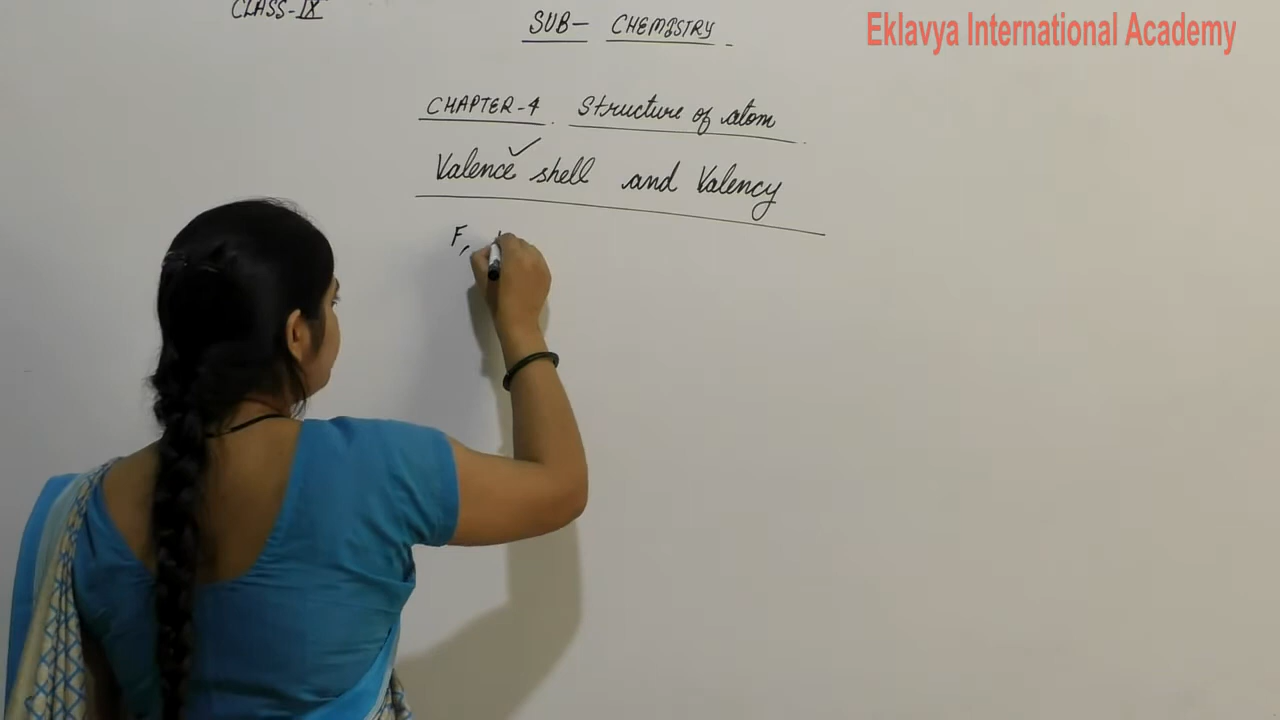 CLASS-IX
SUB- CHEMISTRY
Eklavya International Academy
CHAPTER-4. Structure of atom
Valence shell and Valency
F,